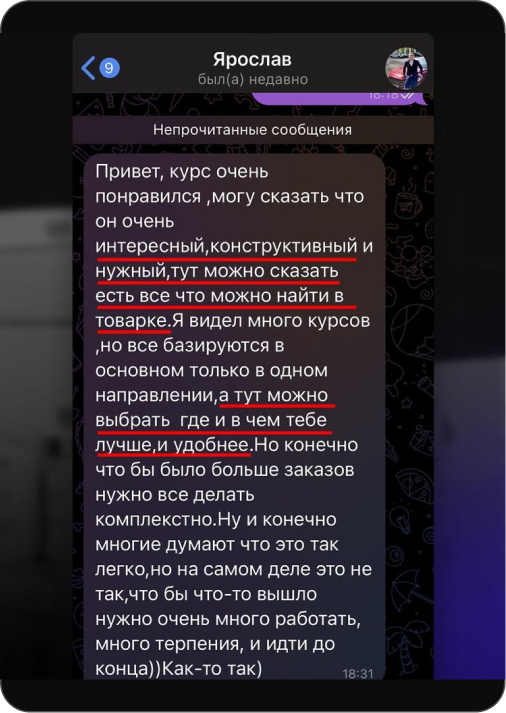 9
Ярослав
был(а) недавно
18:18
Непрочитанные сообщения
Привет, курс очень
понравился ,могу сказать что
он очень
интересный,конструктивный и
нужный,тут можно сказать
есть все что можно найти в
товарке.Я видел много курсов
,но все базируются в
основном только в одном
направлении,а тут можно
выбрать  где и в чем тебе
лучше,и удобнее.Но конечно
что бы было больше заказов
нужно все делать
комплекстно.Ну и конечно
многие думают что это так
легко,но на самом деле это не
так,что бы что-то вышло
нужно очень много работать,
много терпения, и идти до
конца))Как-то так)
18:31